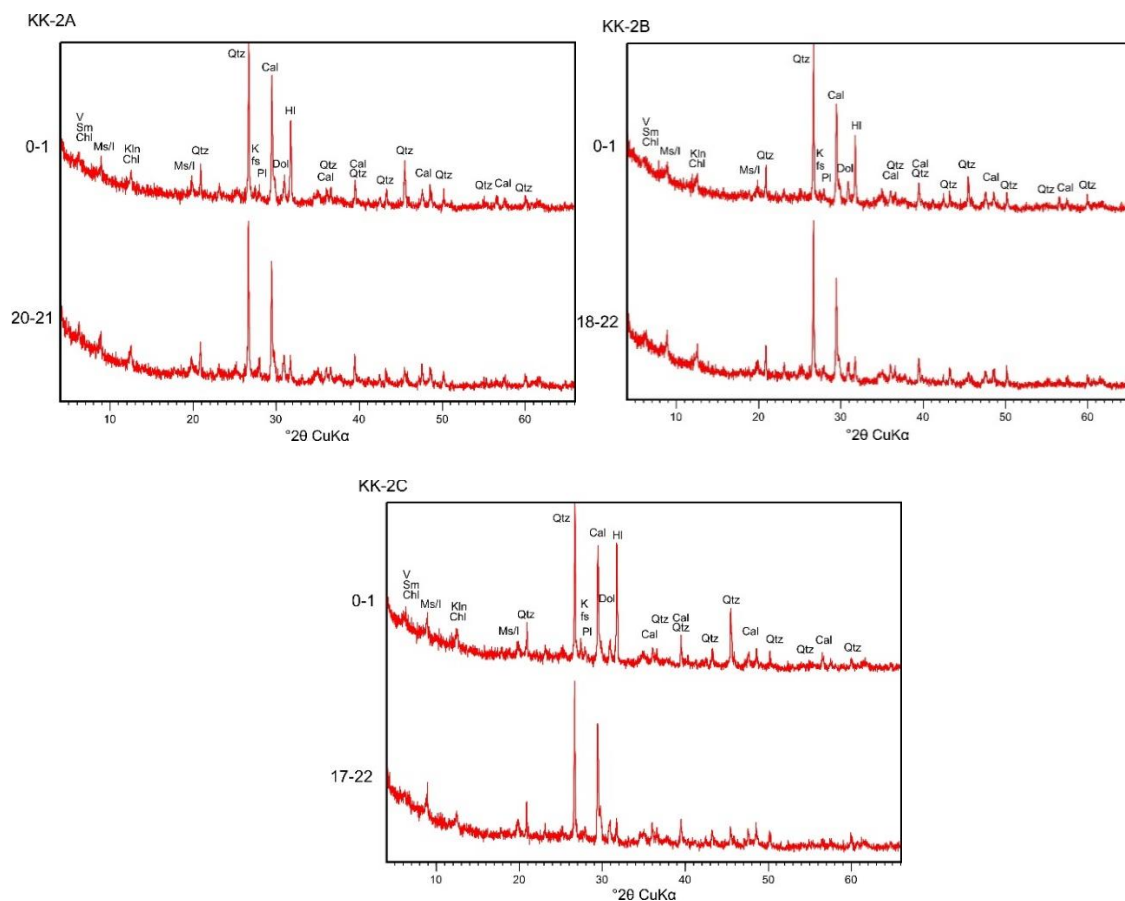 KK-2A
0-1
V
Sm
Chl
Ms/I
Kln
Chl
Ms/I
Qtz
Qtz
K
fs
Pl
Cal
Dol
Hl
Qtz
Cal
Cal
Qtz
Qtz
Qtz
Cal
Qtz
Qtz
Cal
Qtz
20-21
10 20 30 40 50 60
°2θ CuKα
KK-2B
0-1
V
Sm
Chl
Ms/I
Kln
Chl
Ms/I
Qtz
Qtz
K
fs
Pl
Cal
Dol
Hl
Qtz
Cal
Cal
Qtz
Qtz
Qtz
Cal
Qtz
Qtz
Cal
Qtz
18-22
10 20 30 40 50 60
°2θ CuKα
KK-2C
0-1
V
Sm
Chl
Ms/I
Kln
Chl
Ms/I
Qtz
Qtz
K
fs
Pl
Cal
Dol
Hl
Cal
Qtz
Cal
Qtz
Qtz
Qtz
Cal
Qtz
Qtz
Cal
Qtz
17-22
10 20 30 40 50 60
°2θ CuKα